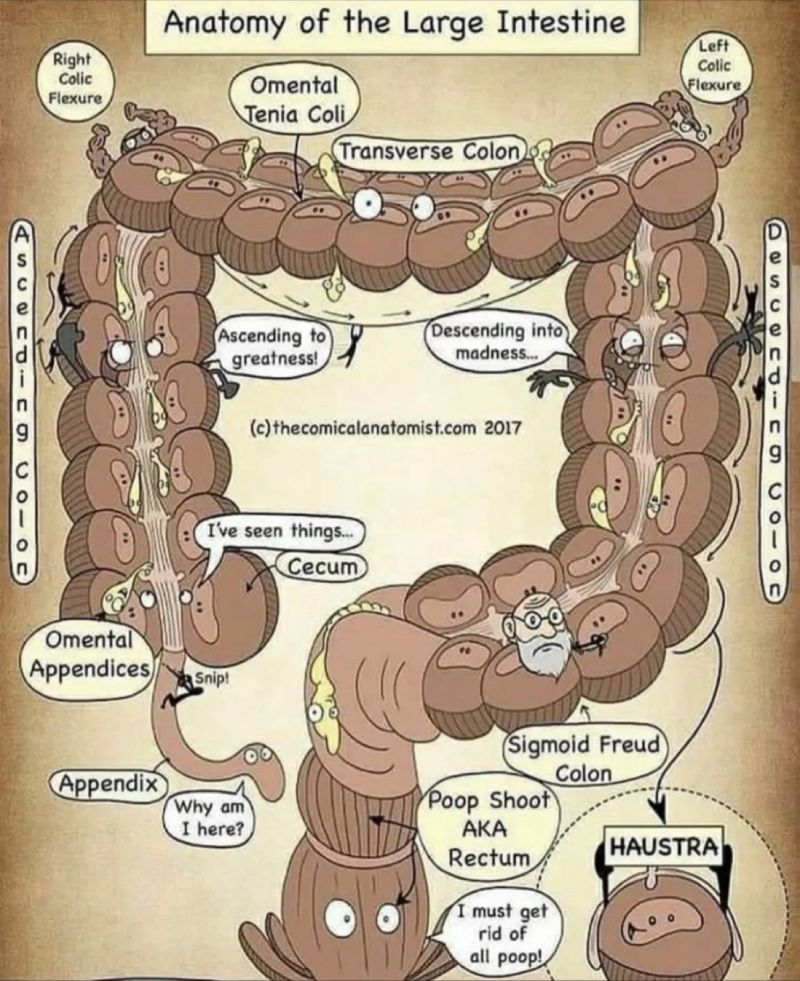 Anatomy of the Large Intestine
Right
Colic
Flexure
Left
Colic
Flexure
Omental
Tenia Coli
Transverse Colon
Ascending Colon
Descending Colon
Ascending to
greatness!
Descending into
madness...
(c)thecomicalanatomist.com 2017
I've seen things...
Cecum
Omental
Appendices
Snip!
Appendix
Why am
I here?
Sigmoid Freud
Colon
Poop Shoot
AKA
Rectum
HAUSTRA
I must get
rid of
all poop!